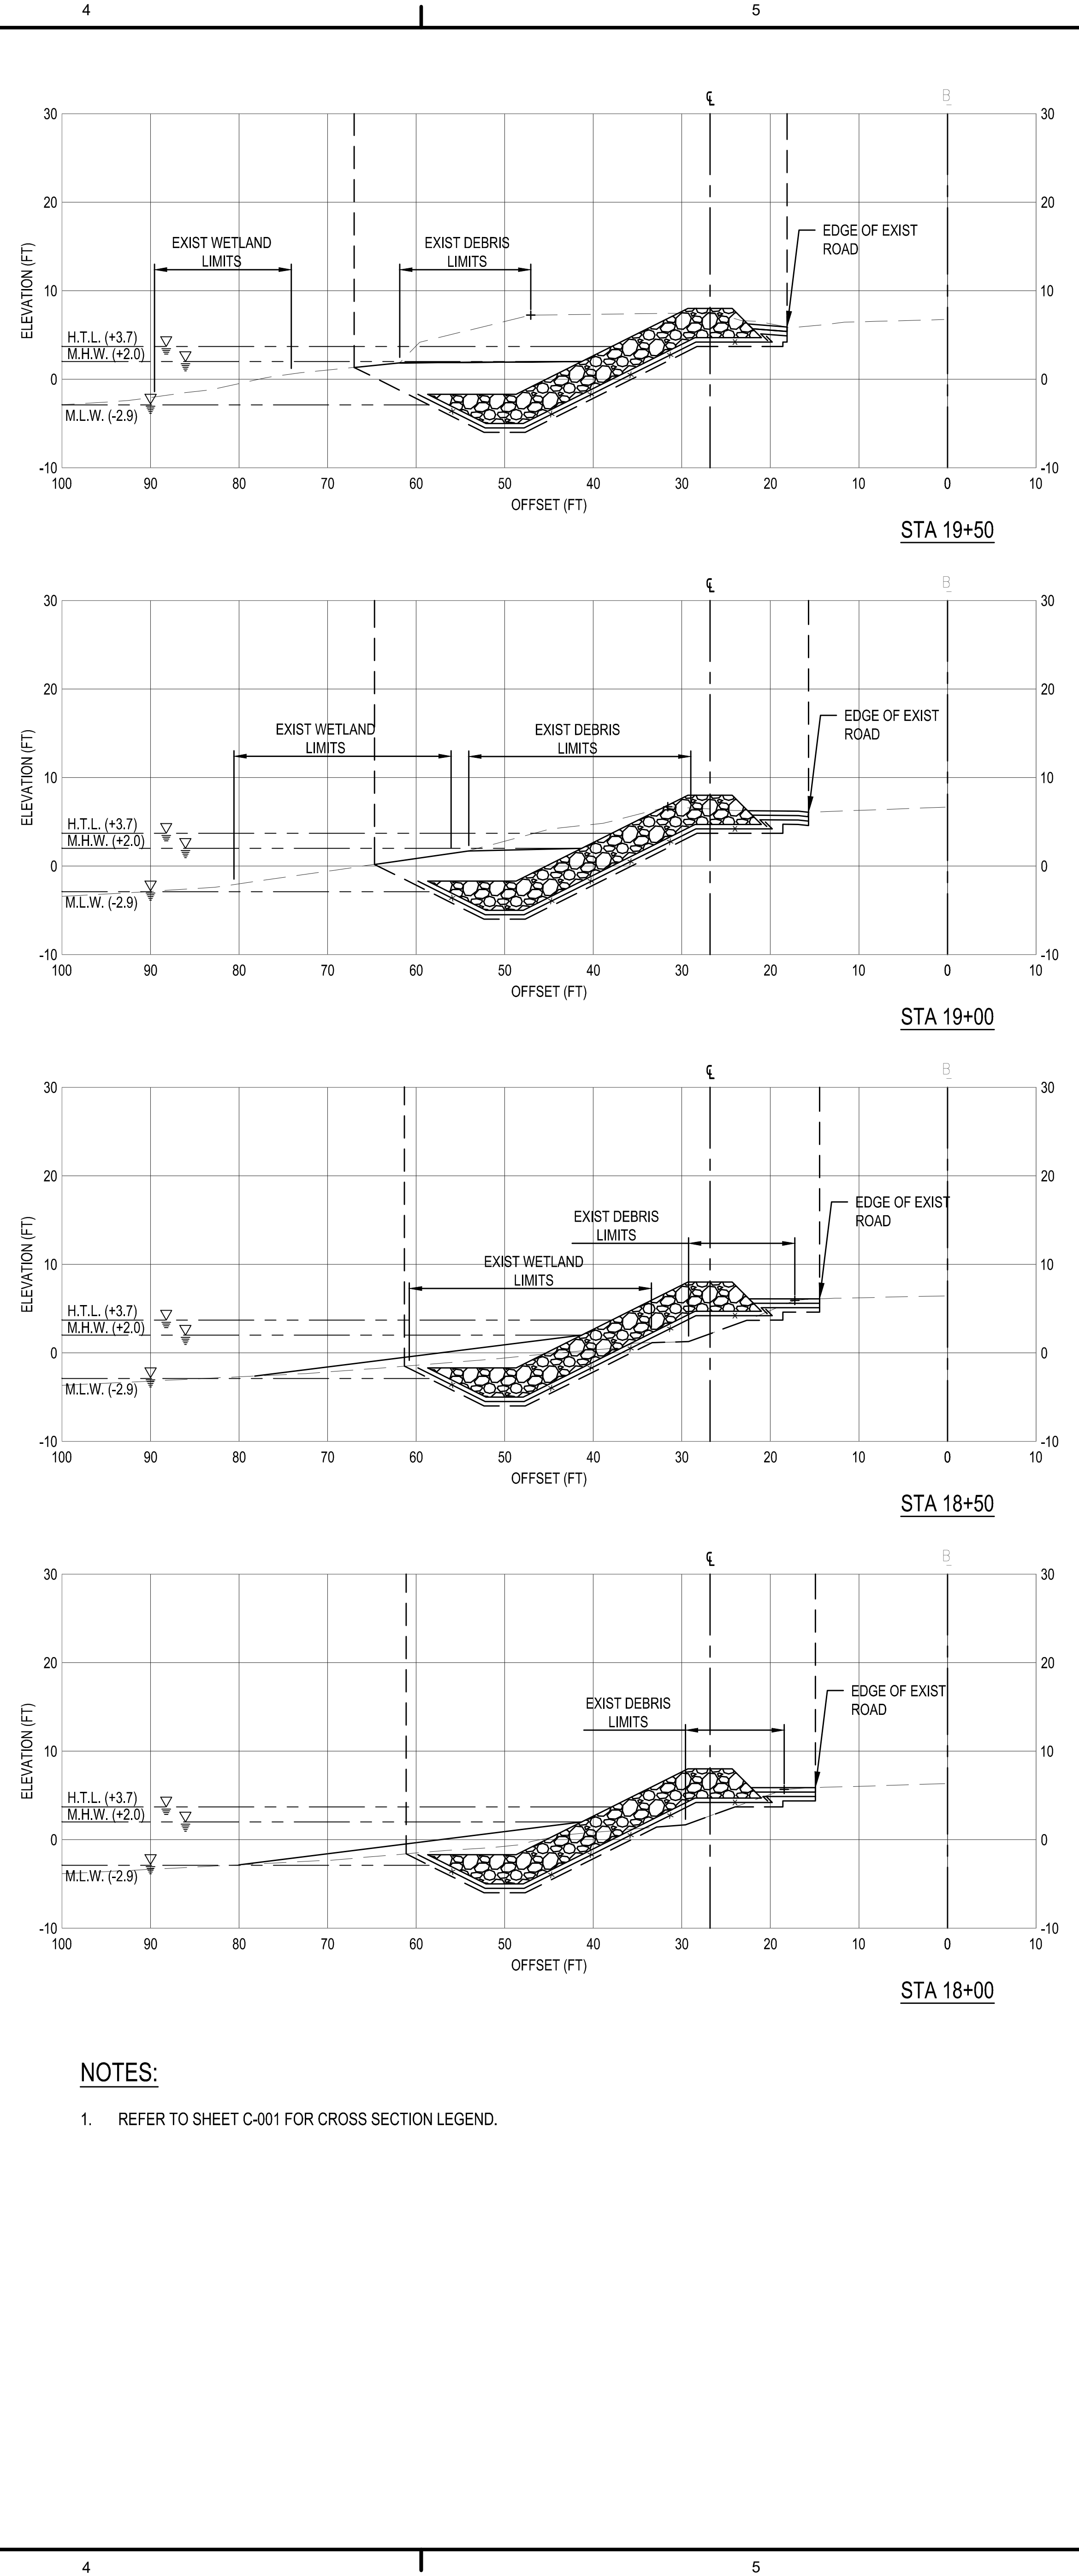 4 5
℄ B
30 30
20 20
EXIST WETLAND
LIMITS
EXIST DEBRIS
LIMITS
EDGE OF EXIST
ROAD
ELEVATION (FT)
10 10
H.T.L. (+3.7)
M.H.W. (+2.0)
0 0
M.L.W. (-2.9)
-10 -10
100 90 80 70 60 50 40 30 20 10 0 10
OFFSET (FT)
STA 19+50
℄ B
30 30
20 20
EXIST WETLAND
LIMITS
EXIST DEBRIS
LIMITS
EDGE OF EXIST
ROAD
ELEVATION (FT)
10 10
H.T.L. (+3.7)
M.H.W. (+2.0)
0 0
M.L.W. (-2.9)
-10 -10
100 90 80 70 60 50 40 30 20 10 0 10
OFFSET (FT)
STA 19+00
℄ B
30 30
20 20
EDGE OF EXIST
ROAD
EXIST DEBRIS
LIMITS
EXIST WETLAND
LIMITS
ELEVATION (FT)
10 10
H.T.L. (+3.7)
M.H.W. (+2.0)
0 0
M.L.W. (-2.9)
-10 -10
100 90 80 70 60 50 40 30 20 10 0 10
OFFSET (FT)
STA 18+50
℄ B
30 30
20 20
EDGE OF EXIST
ROAD
EXIST DEBRIS
LIMITS
ELEVATION (FT)
10 10
H.T.L. (+3.7)
M.H.W. (+2.0)
0 0
M.L.W. (-2.9)
-10 -10
100 90 80 70 60 50 40 30 20 10 0 10
OFFSET (FT)
STA 18+00
NOTES:
1. REFER TO SHEET C-001 FOR CROSS SECTION LEGEND.
4 5